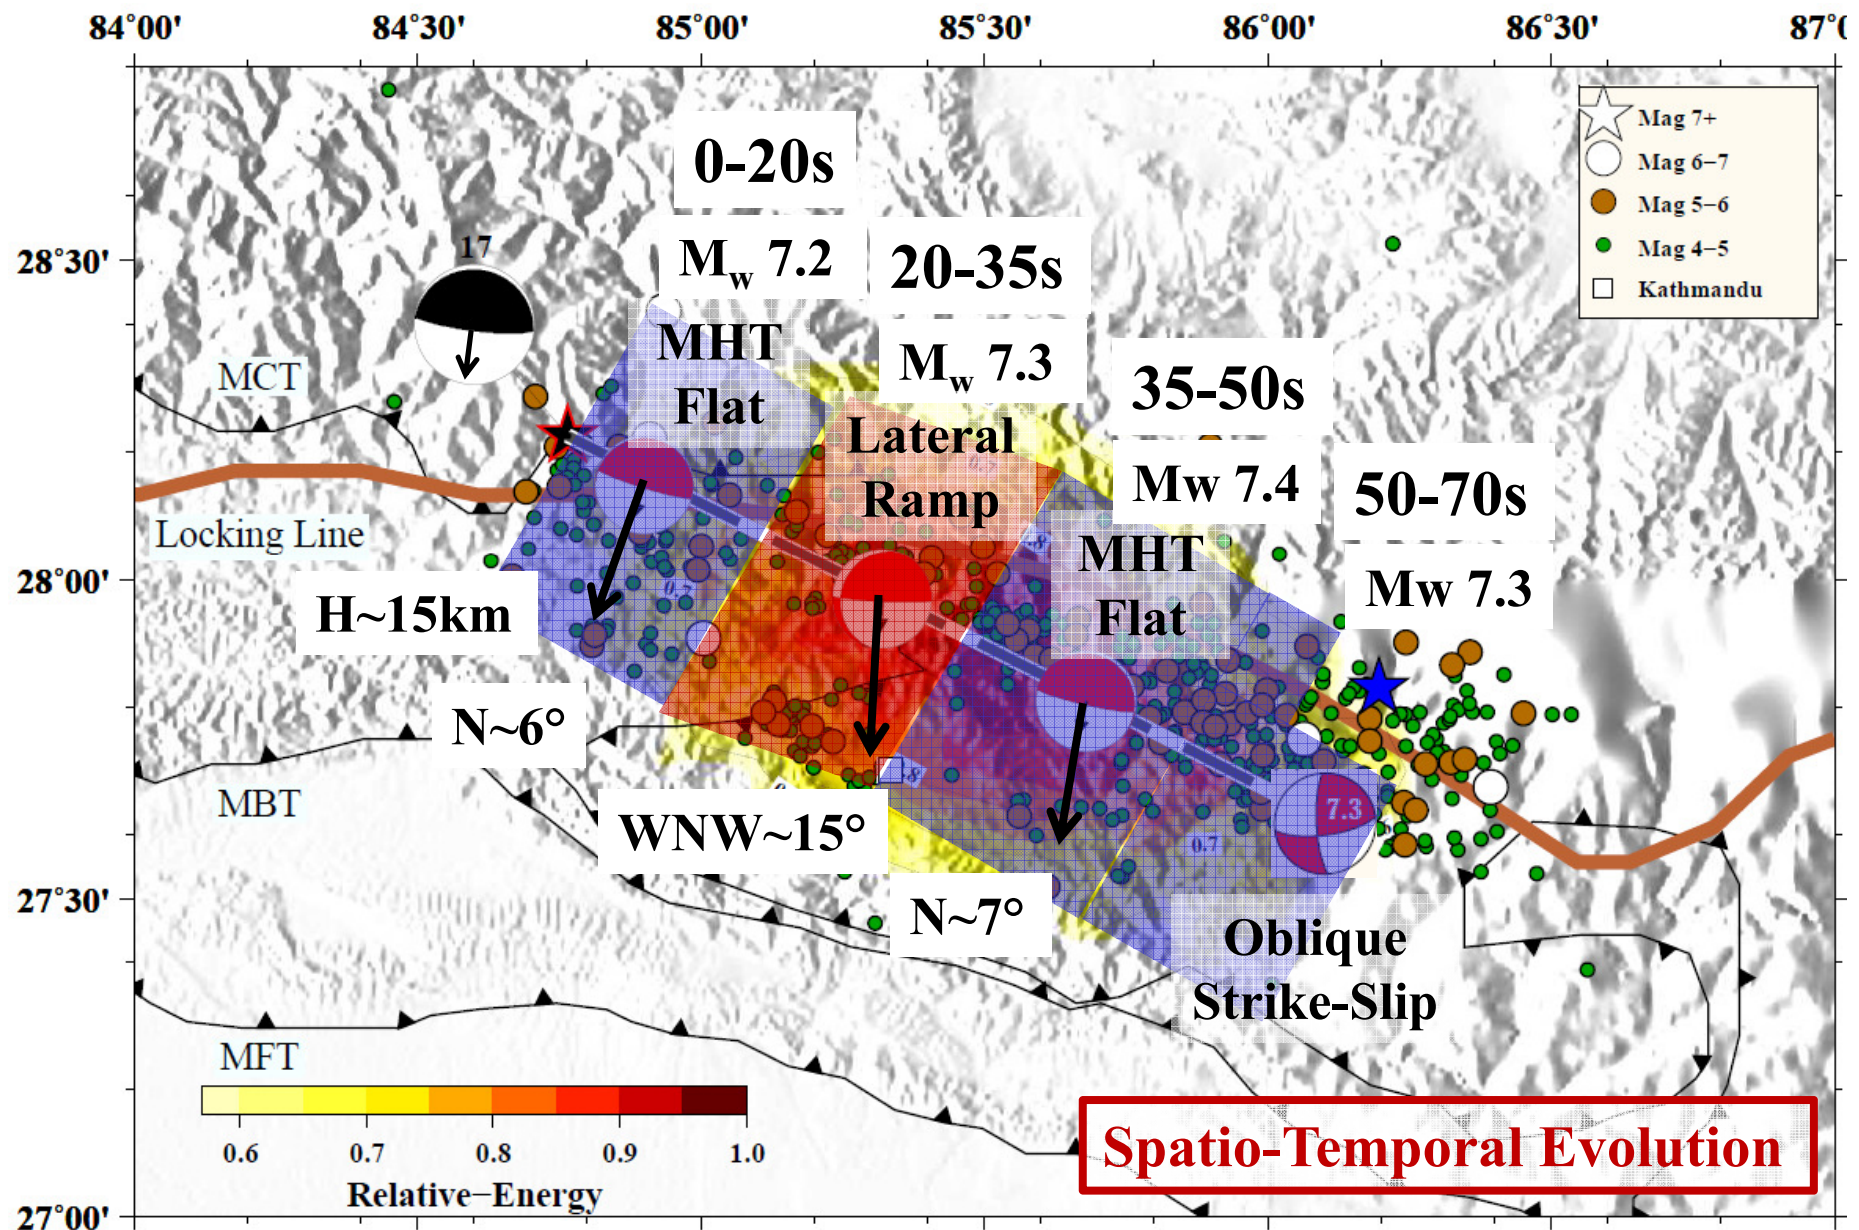 84°00'
84°30'
85°00'
85°30'
86°00'
86°30'
28°30'
28°00'
27°30'
27°00'
Mag 7+
Mag 6−7
Mag 5−6
Mag 4−5
Kathmandu
0-20s
Mw 7.2
20-35s
Mw 7.3
35-50s
Mw 7.4
50-70s
Mw 7.3
17
MHT
Flat
Lateral
Ramp
MHT
Flat
Oblique
Strike-Slip
MCT
Locking Line
H~15km
N~6°
WNW~15°
N~7°
7.3
0.7
MBT
MFT
0.6
0.7
0.8
0.9
1.0
Relative−Energy
Spatio-Temporal Evolution